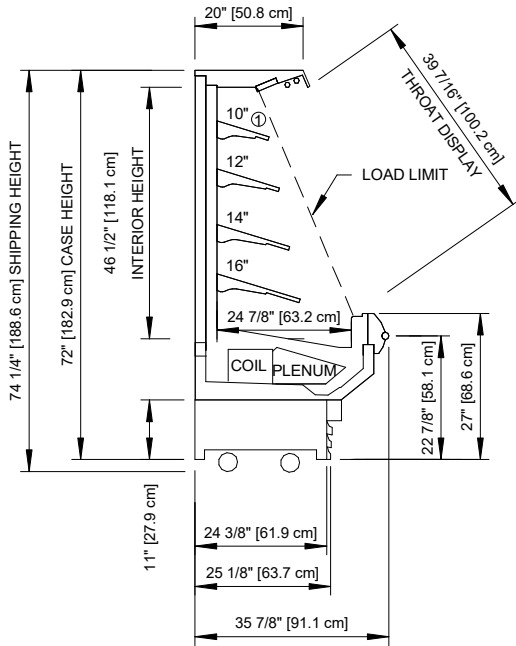 20" [50.8 cm]
39 7/16" [100.2 cm]
THROAT DISPLAY
10" ①
12"
LOAD LIMIT
14"
16"
74 1/4" [188.6 cm] SHIPPING HEIGHT
72" [182.9 cm] CASE HEIGHT
46 1/2" [118.1 cm]
INTERIOR HEIGHT
24 7/8" [63.2 cm]
COIL
PLENUM
22 7/8" [58.1 cm]
27" [68.6 cm]
11" [27.9 cm]
24 3/8" [61.9 cm]
25 1/8" [63.7 cm]
35 7/8" [91.1 cm]